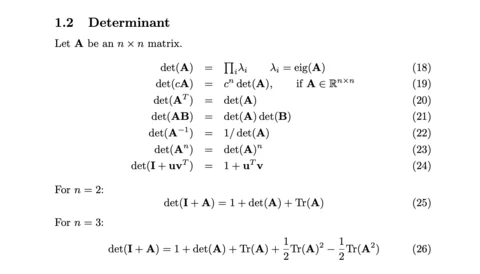 1.2 Determinant
Let A be an n × n matrix.
det(A) = ∏ᵢλᵢ λᵢ = eig(A) (18)
det(cA) = cⁿ det(A), if A ∈ ℝⁿˣⁿ (19)
det(Aᵀ) = det(A) (20)
det(AB) = det(A) det(B) (21)
det(A⁻¹) = 1/ det(A) (22)
det(Aⁿ) = det(A)ⁿ (23)
det(I + uvᵀ) = 1 + uᵀv (24)
For n = 2:
det(I + A) = 1 + det(A) + Tr(A) (25)
For n = 3:
det(I + A) = 1 + det(A) + Tr(A) + 1/2 Tr(A)² − 1/2 Tr(A²) (26)